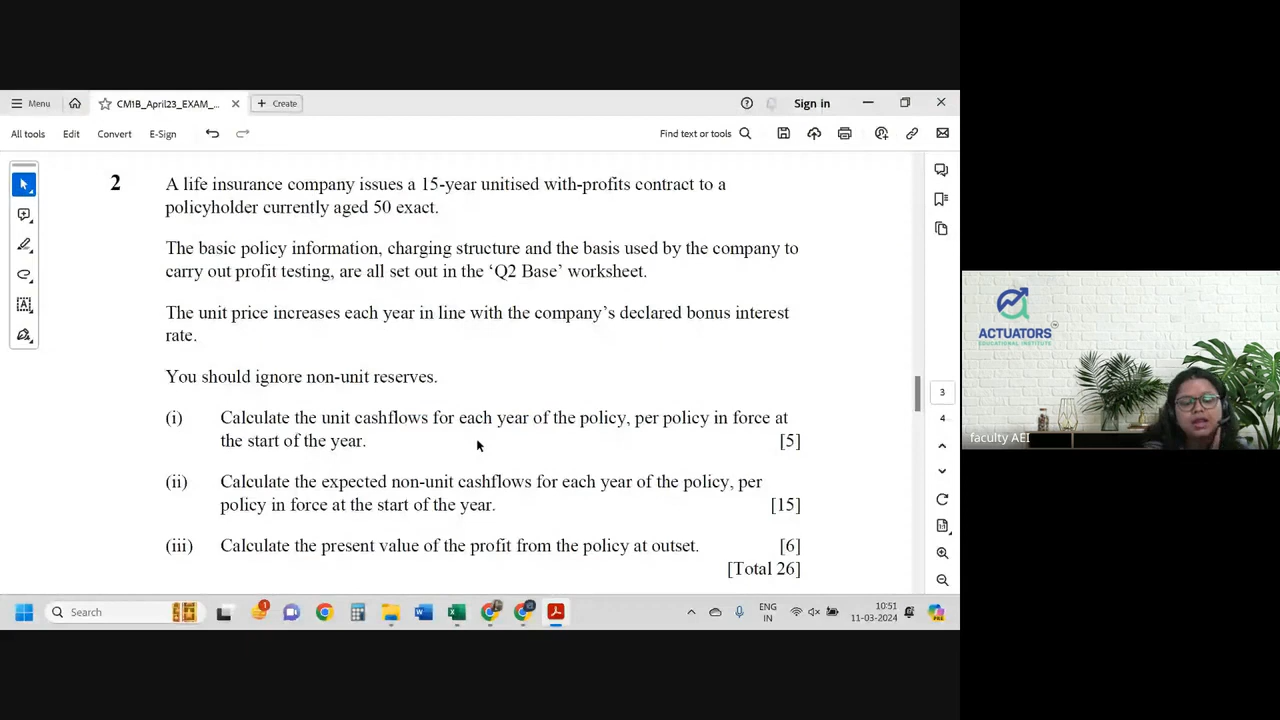 Menu
CM1B_April23_EXAM_...
Create
Sign in
All tools
Edit
Convert
E-Sign
Find text or tools
2
A life insurance company issues a 15-year unitised with-profits contract to a
policyholder currently aged 50 exact.
The basic policy information, charging structure and the basis used by the company to
carry out profit testing, are all set out in the ‘Q2 Base’ worksheet.
The unit price increases each year in line with the company’s declared bonus interest
rate.
You should ignore non-unit reserves.
(i) Calculate the unit cashflows for each year of the policy, per policy in force at
the start of the year. [5]
(ii) Calculate the expected non-unit cashflows for each year of the policy, per
policy in force at the start of the year. [15]
(iii) Calculate the present value of the profit from the policy at outset. [6]
[Total 26]
3
4
Search
1
ENG
IN
10:51
11-03-2024
ACTUATORS
EDUCATIONAL INSTITUTE
TM
faculty AEI